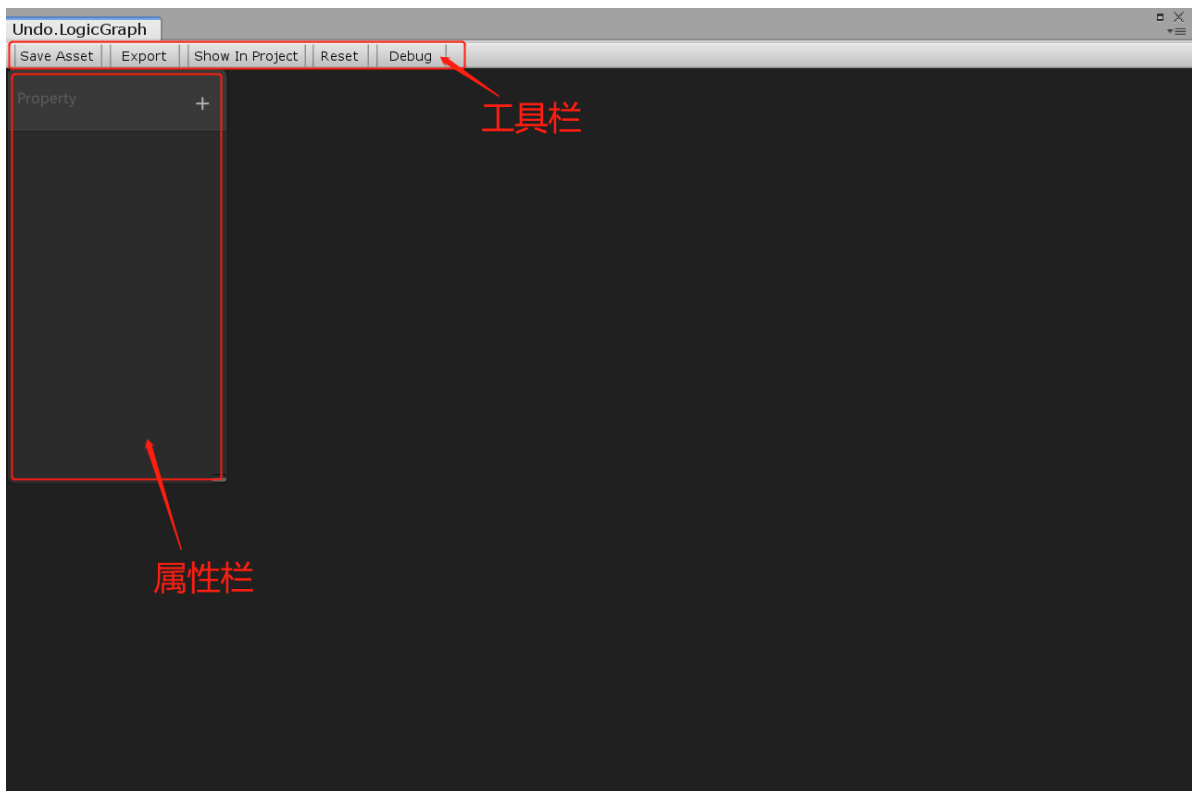 Undo.LogicGraph
Save Asset Export Show In Project Reset Debug
Property +
工具栏
属性栏